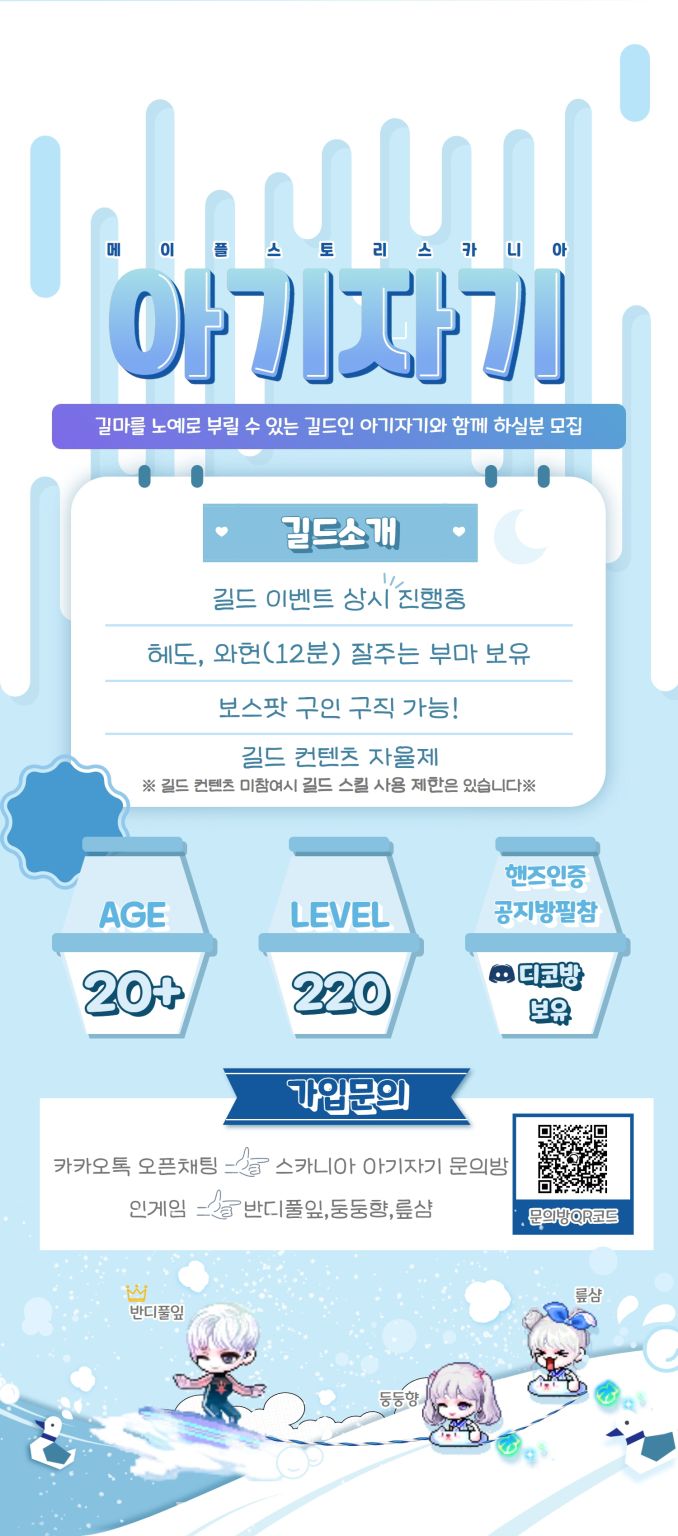 메이플스토리스카니아
아기자기
길마를 노예로 부릴 수 있는 길드인 아기자기와 함께 하실분 모집
길드소개
길드 이벤트 상시 진행중
헤도, 와헌(12분) 잘주는 부마 보유
보스팟 구인 구직 가능!
길드 컨텐츠 자율제
※ 길드 컨텐츠 미참여시 길드 스킬 사용 제한은 있습니다※
AGE
20+
LEVEL
220
핸즈인증
공지방필참
디코방
보유
가입문의
카카오톡 오픈채팅 스카니아 아기자기 문의방
인게임 반디풀잎,둥둥향,륲샴
문의방QR코드
반디풀잎
륲샴
둥둥향